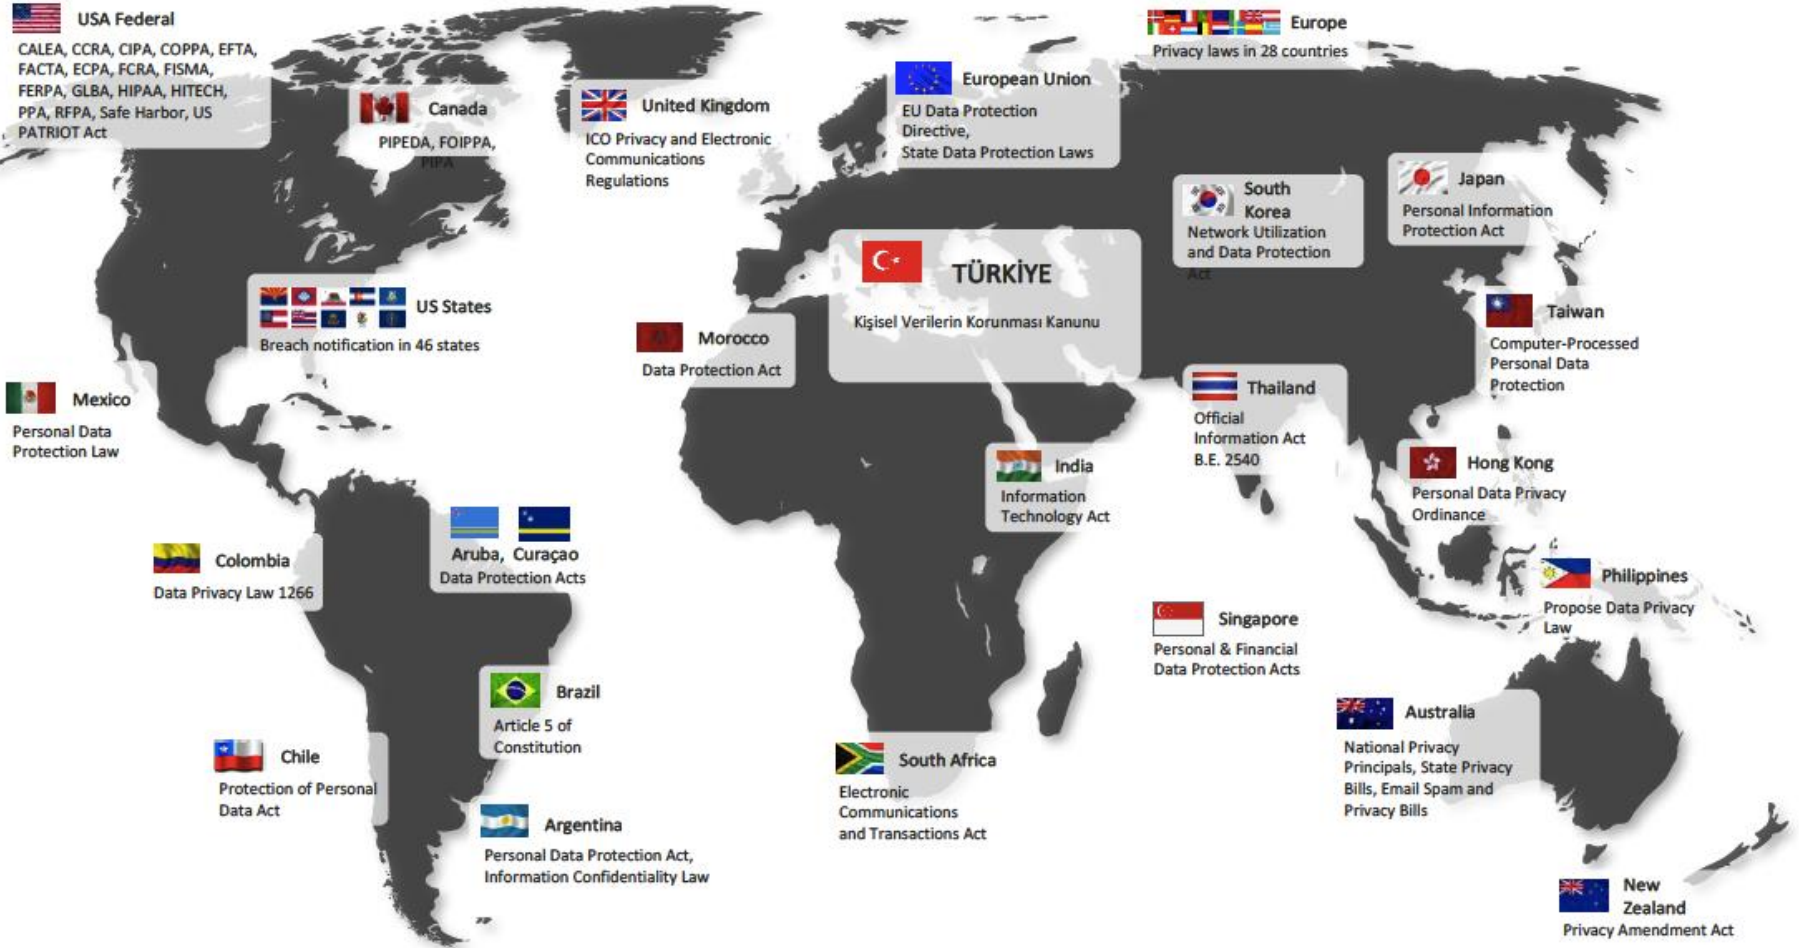 USA Federal
CALEA, CCRA, CIPA, COPPA, EFTA,
FACTA, ECPA, FCRA, FISMA,
FERPA, GLBA, HIPAA, HITECH,
PPA, RFPA, Safe Harbor, US
PATRIOT Act
Canada
PIPEDA, FOIPPA,
PIPA
United Kingdom
ICO Privacy and Electronic
Communications
Regulations
European Union
EU Data Protection
Directive,
State Data Protection Laws
Europe
Privacy laws in 28 countries
South
Korea
Network Utilization
and Data Protection
Act
Japan
Personal Information
Protection Act
US States
Breach notification in 46 states
Morocco
Data Protection Act
TÜRKİYE
Kişisel Verilerin Korunması Kanunu
Taiwan
Computer-Processed
Personal Data
Protection
Mexico
Personal Data
Protection Law
Thailand
Official
Information Act
B.E. 2540
India
Information
Technology Act
Hong Kong
Personal Data Privacy
Ordinance
Colombia
Data Privacy Law 1266
Aruba, Curaçao
Data Protection Acts
Philippines
Propose Data Privacy
Law
Singapore
Personal & Financial
Data Protection Acts
Brazil
Article 5 of
Constitution
Australia
National Privacy
Principals, State Privacy
Bills, Email Spam and
Privacy Bills
Chile
Protection of Personal
Data Act
South Africa
Electronic
Communications
and Transactions Act
Argentina
Personal Data Protection Act,
Information Confidentiality Law
New
Zealand
Privacy Amendment Act